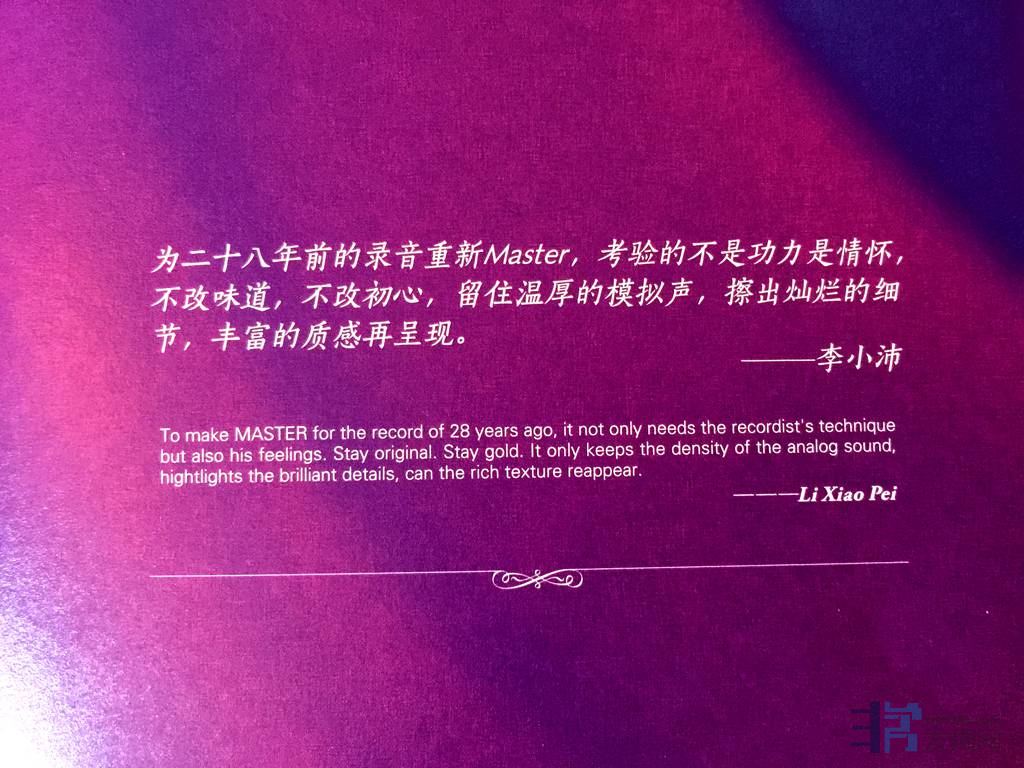 为二十八年前的录音重新Master，考验的不是功力是情怀，
不改味道，不改初心，留住温厚的模拟声，擦出灿烂的细
节，丰富的质感再呈现。
———李小沛
To make MASTER for the record of 28 years ago, it not only needs the recordist's technique
but also his feelings. Stay original. Stay gold. It only keeps the density of the analog sound,
hightlights the brilliant details, can the rich texture reappear.
———Li Xiao Pei